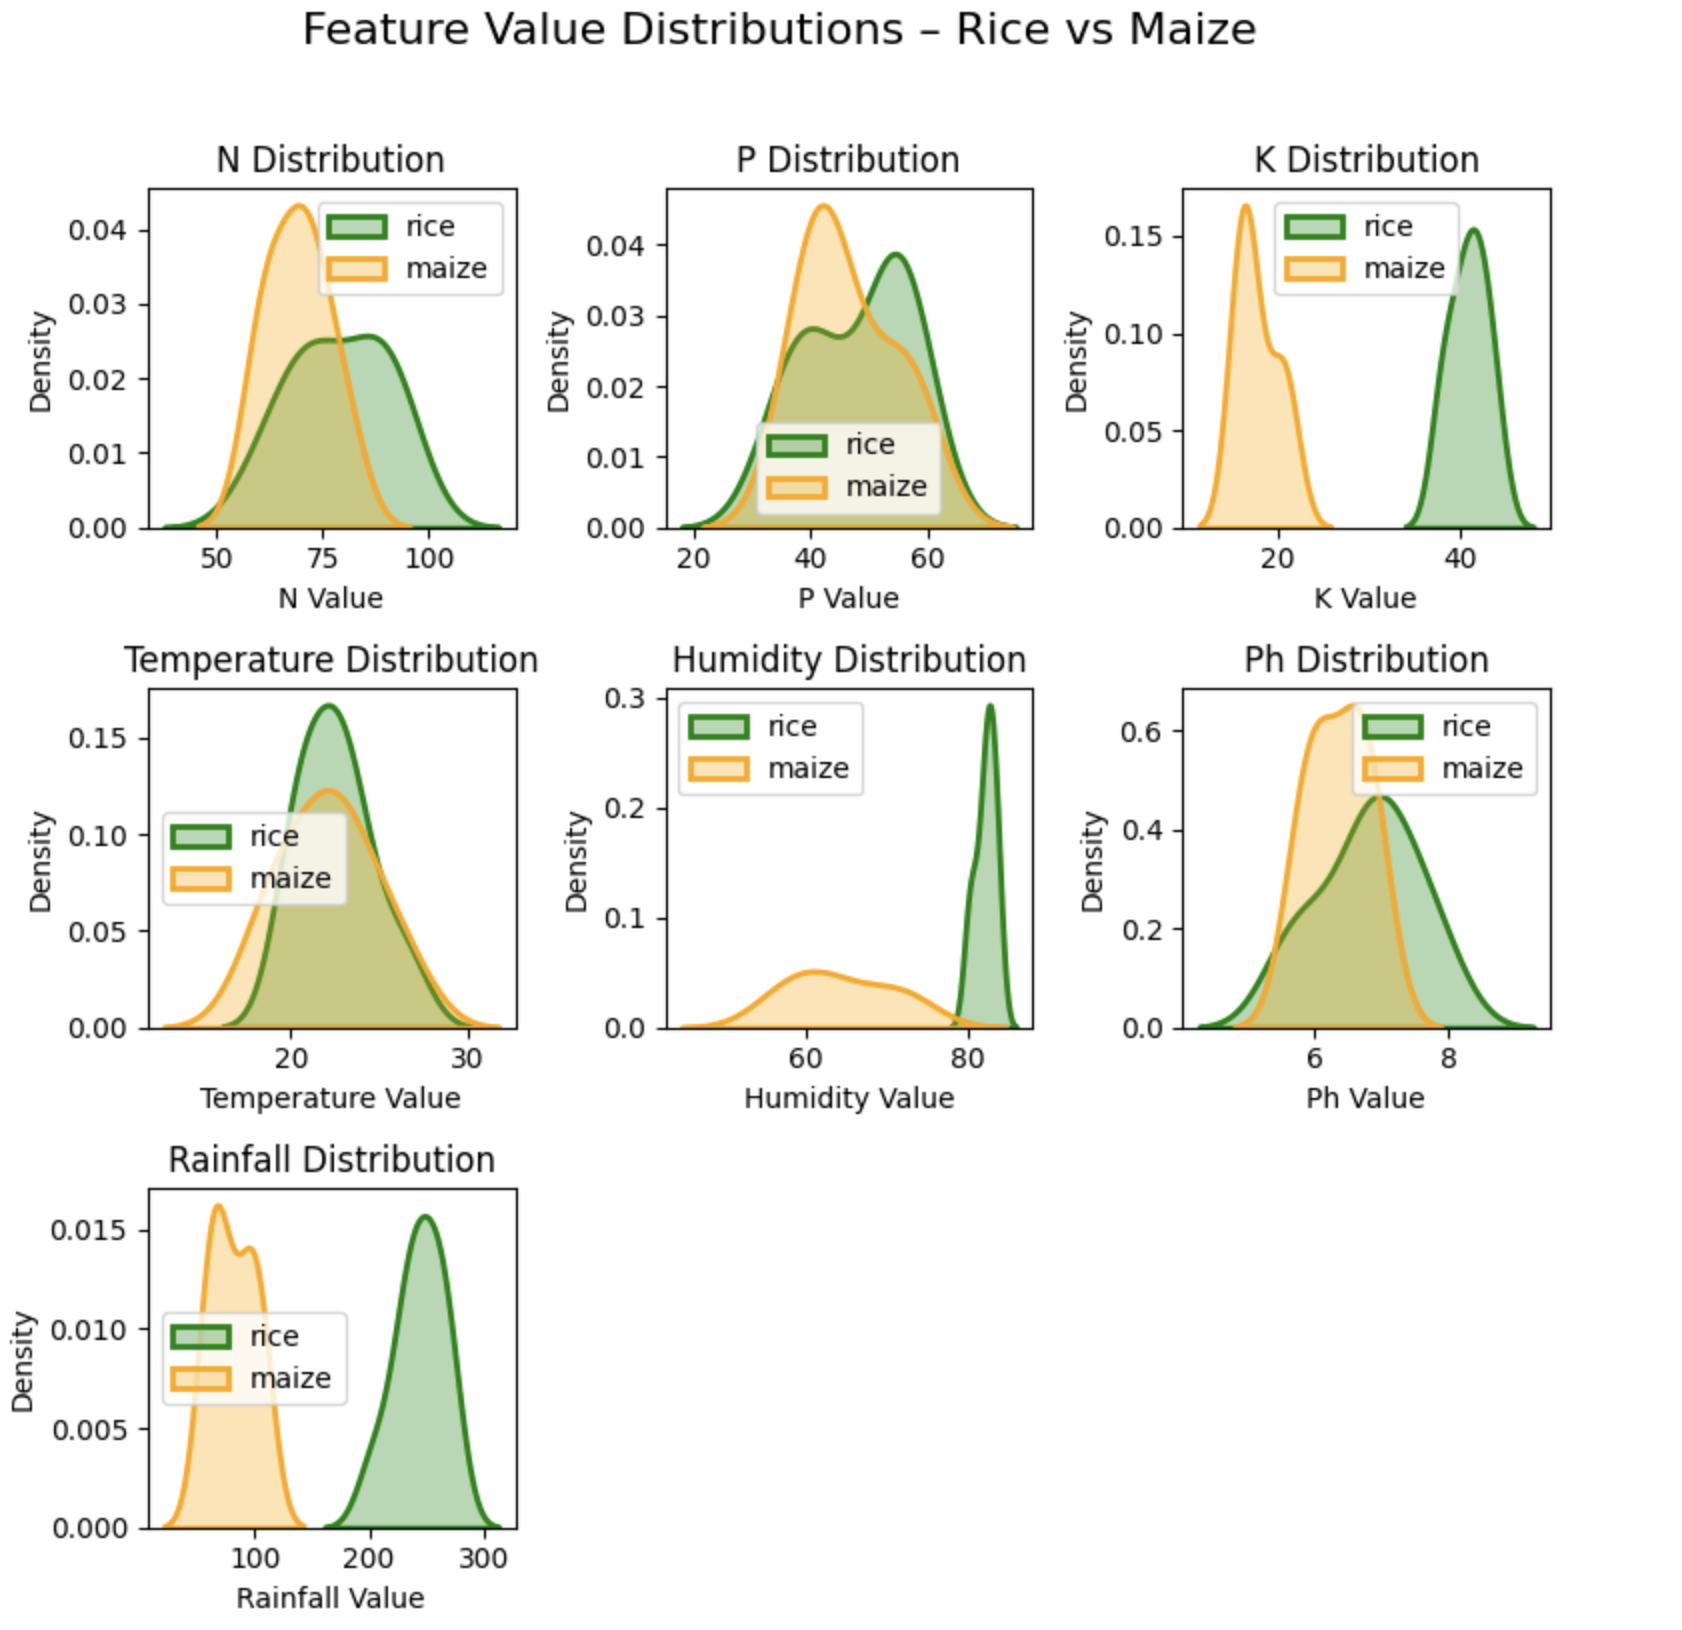 Feature Value Distributions – Rice vs Maize
N Distribution
rice
maize
Density
0.04
0.03
0.02
0.01
0.00
50 75 100
N Value
P Distribution
rice
maize
Density
0.04
0.03
0.02
0.01
0.00
20 40 60
P Value
K Distribution
rice
maize
Density
0.15
0.10
0.05
0.00
20 40
K Value
Temperature Distribution
rice
maize
Density
0.15
0.10
0.05
0.00
20 30
Temperature Value
Humidity Distribution
rice
maize
Density
0.3
0.2
0.1
0.0
60 80
Humidity Value
Ph Distribution
rice
maize
Density
0.6
0.4
0.2
0.0
6 8
Ph Value
Rainfall Distribution
rice
maize
Density
0.015
0.010
0.005
0.000
100 200 300
Rainfall Value